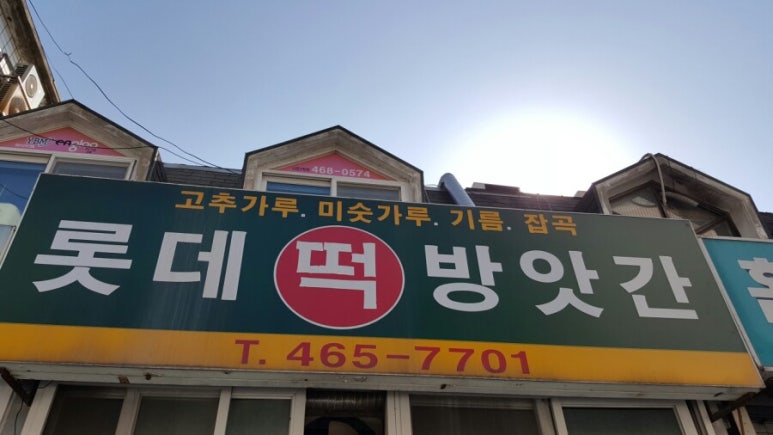 YBM
468-0574
고추가루. 미숫가루. 기름. 잡곡
롯데 떡 방앗간
T. 465-7701